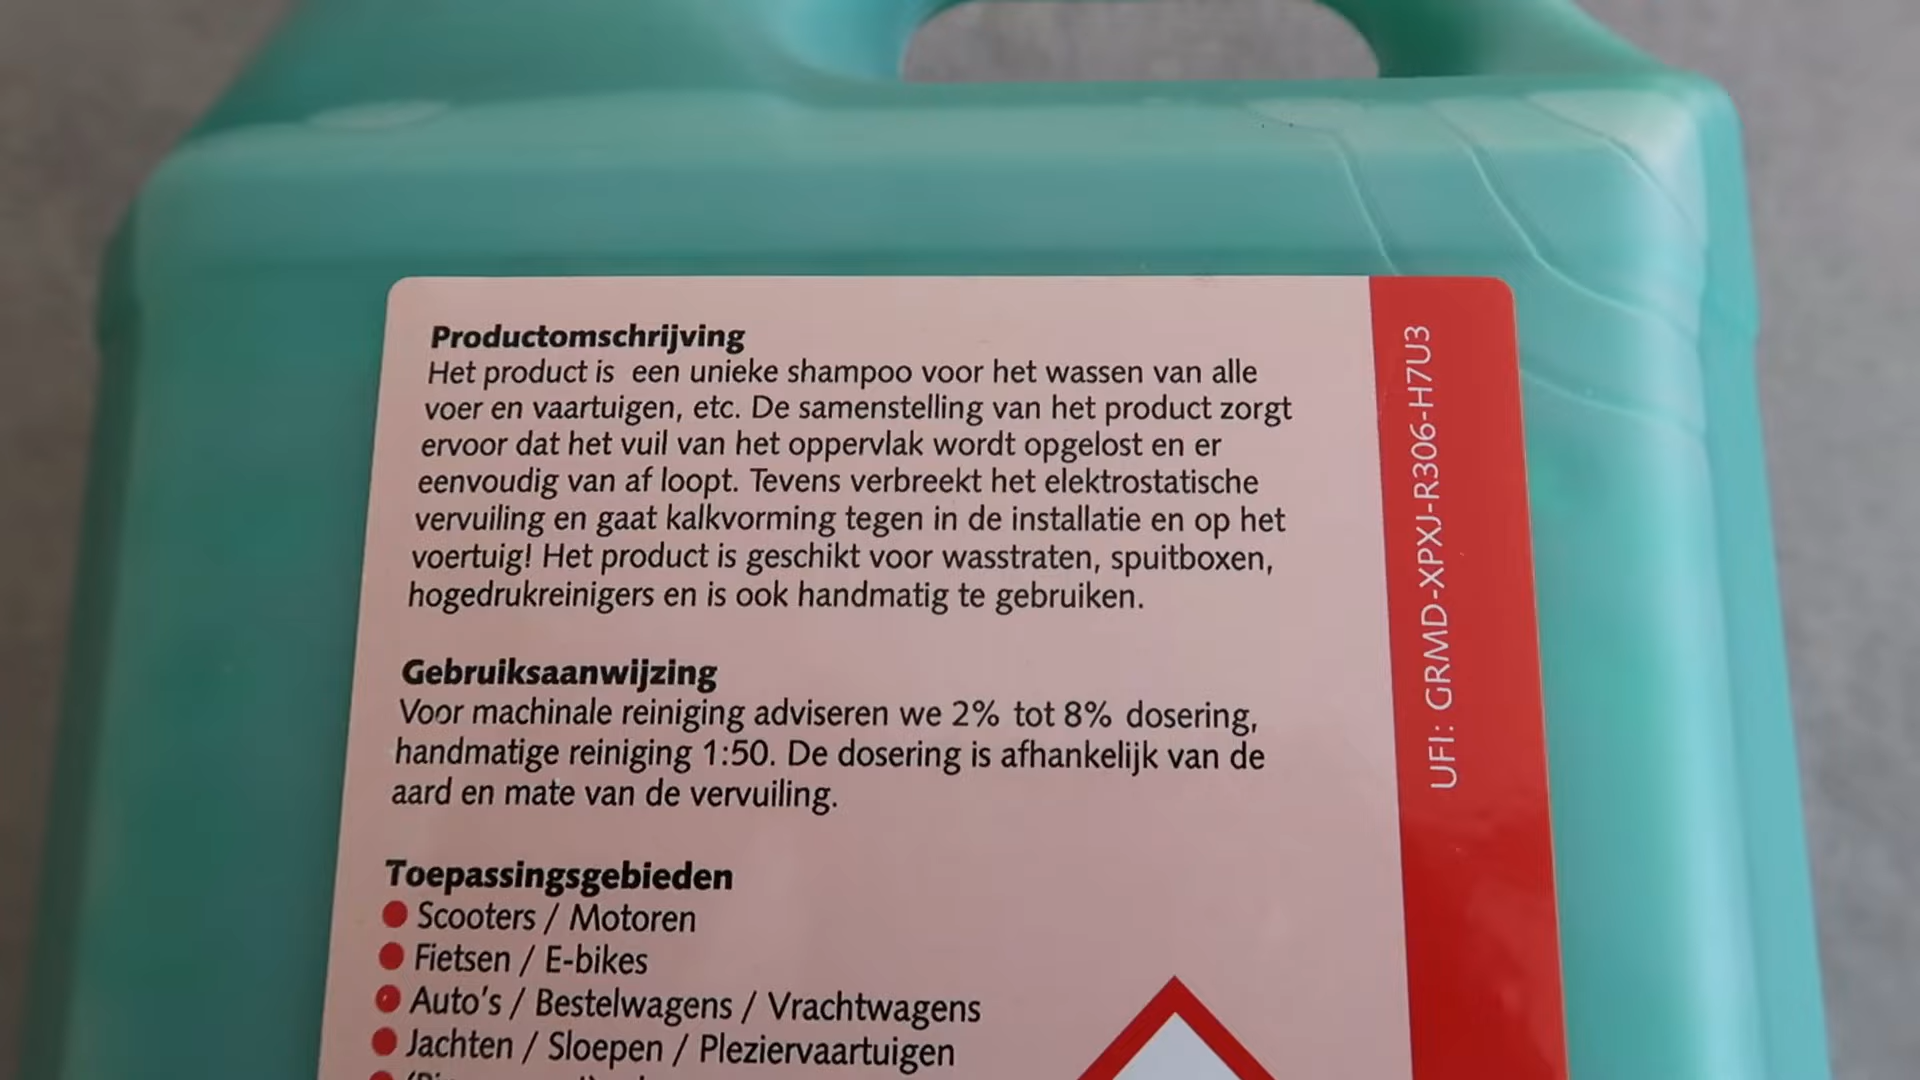 Productomschrijving
Het product is een unieke shampoo voor het wassen van alle
voer en vaartuigen, etc. De samenstelling van het product zorgt
ervoor dat het vuil van het oppervlak wordt opgelost en er
eenvoudig van af loopt. Tevens verbreekt het elektrostatische
vervuiling en gaat kalkvorming tegen in de installatie en op het
voertuig! Het product is geschikt voor wasstraten, spuitboxen,
hogedrukreinigers en is ook handmatig te gebruiken.
Gebruiksaanwijzing
Voor machinale reiniging adviseren we 2% tot 8% dosering,
handmatige reiniging 1:50. De dosering is afhankelijk van de
aard en mate van de vervuiling.
Toepassingsgebieden
Scooters / Motoren
Fietsen / E-bikes
Auto's / Bestelwagens / Vrachtwagens
Jachten / Sloepen / Pleziervaartuigen
UFI: GRMD-XPXJ-R306-H7U3